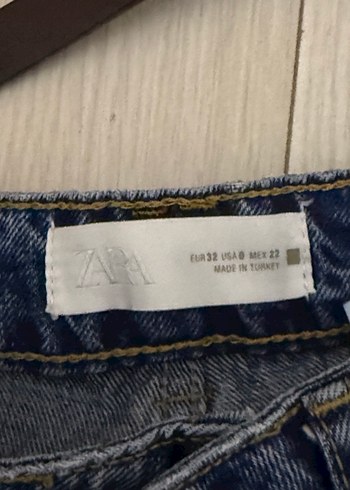 ZARA
EUR 32 USA 0 MEX 22
MADE IN TURKEY